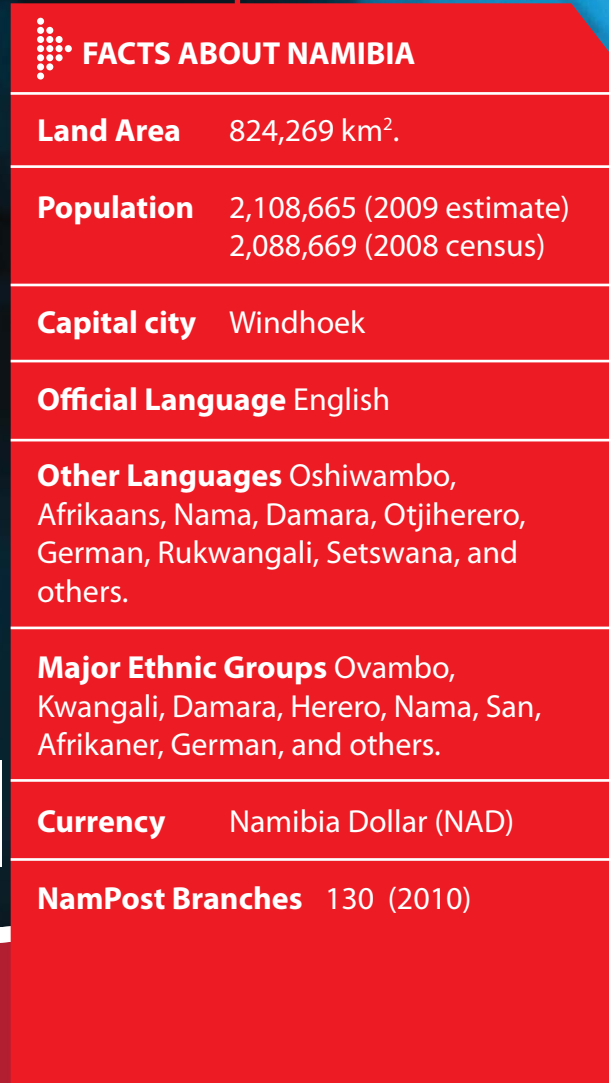 FACTS ABOUT NAMIBIA
Land Area 824,269 km².
Population 2,108,665 (2009 estimate)
2,088,669 (2008 census)
Capital city Windhoek
Official Language English
Other Languages Oshiwambo,
Afrikaans, Nama, Damara, Otjiherero,
German, Rukwangali, Setswana, and
others.
Major Ethnic Groups Ovambo,
Kwangali, Damara, Herero, Nama, San,
Afrikaner, German, and others.
Currency Namibia Dollar (NAD)
NamPost Branches 130 (2010)